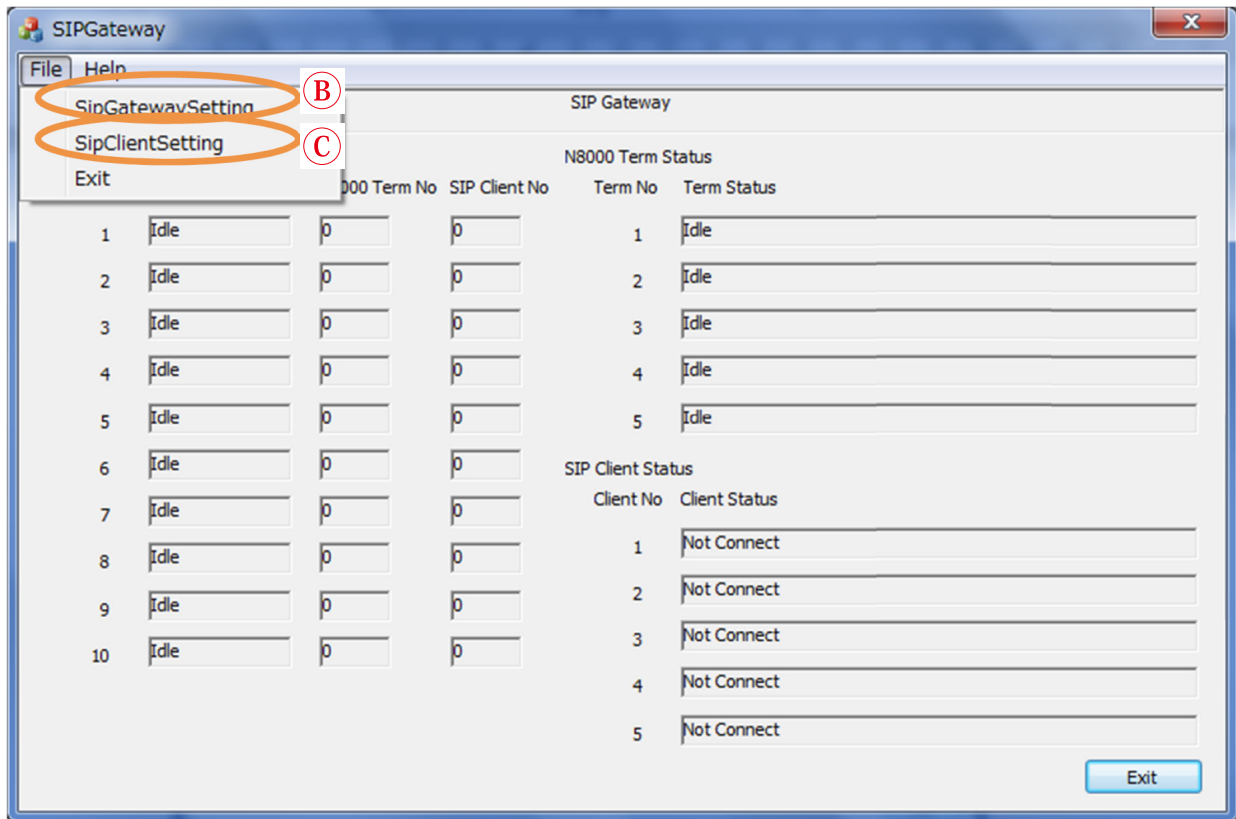 SIPGateway
File Help
SipGatewaySetting B
SipClientSetting C
Exit
SIP Gateway
N8000 Term Status
000 Term No SIP Client No Term No Term Status
1 Idle 0 0 1 Idle
2 Idle 0 0 2 Idle
3 Idle 0 0 3 Idle
4 Idle 0 0 4 Idle
5 Idle 0 0 5 Idle
6 Idle 0 0 SIP Client Status
Client No Client Status
7 Idle 0 0 1 Not Connect
8 Idle 0 0 2 Not Connect
9 Idle 0 0 3 Not Connect
10 Idle 0 0 4 Not Connect
5 Not Connect
Exit